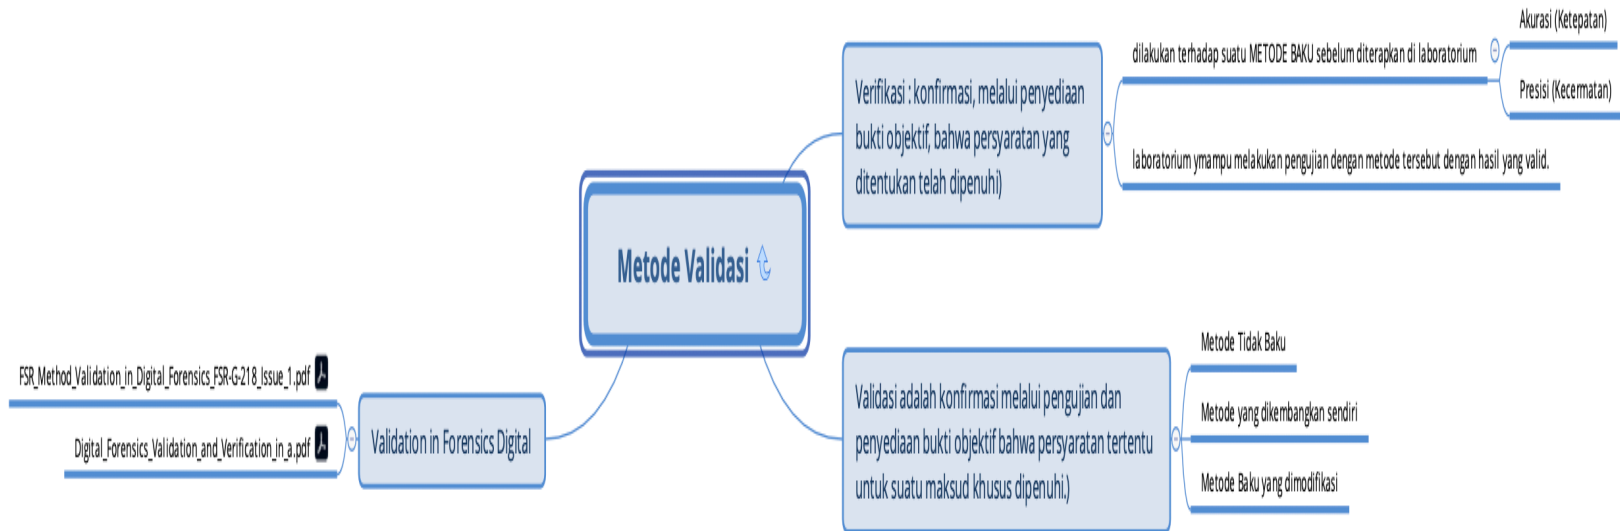 Metode Validasi
Verifikasi : konfirmasi, melalui penyediaan
bukti objektif, bahwa persyaratan yang
ditentukan telah dipenuhi)
dilakukan terhadap suatu METODE BAKU sebelum diterapkan di laboratorium
Akurasi (Ketepatan)
Presisi (Kecermatan)
laboratorium ymampu melakukan pengujian dengan metode tersebut dengan hasil yang valid.
Validasi adalah konfirmasi melalui pengujian dan
penyediaan bukti objektif bahwa persyaratan tertentu
untuk suatu maksud khusus dipenuhi.)
Metode Tidak Baku
Metode yang dikembangkan sendiri
Metode Baku yang dimodifikasi
Validation in Forensics Digital
FSR_Method_Validation_in_Digital_Forensics_FSR-G-218_Issue_1.pdf
Digital_Forensics_Validation_and_Verification_in_a.pdf